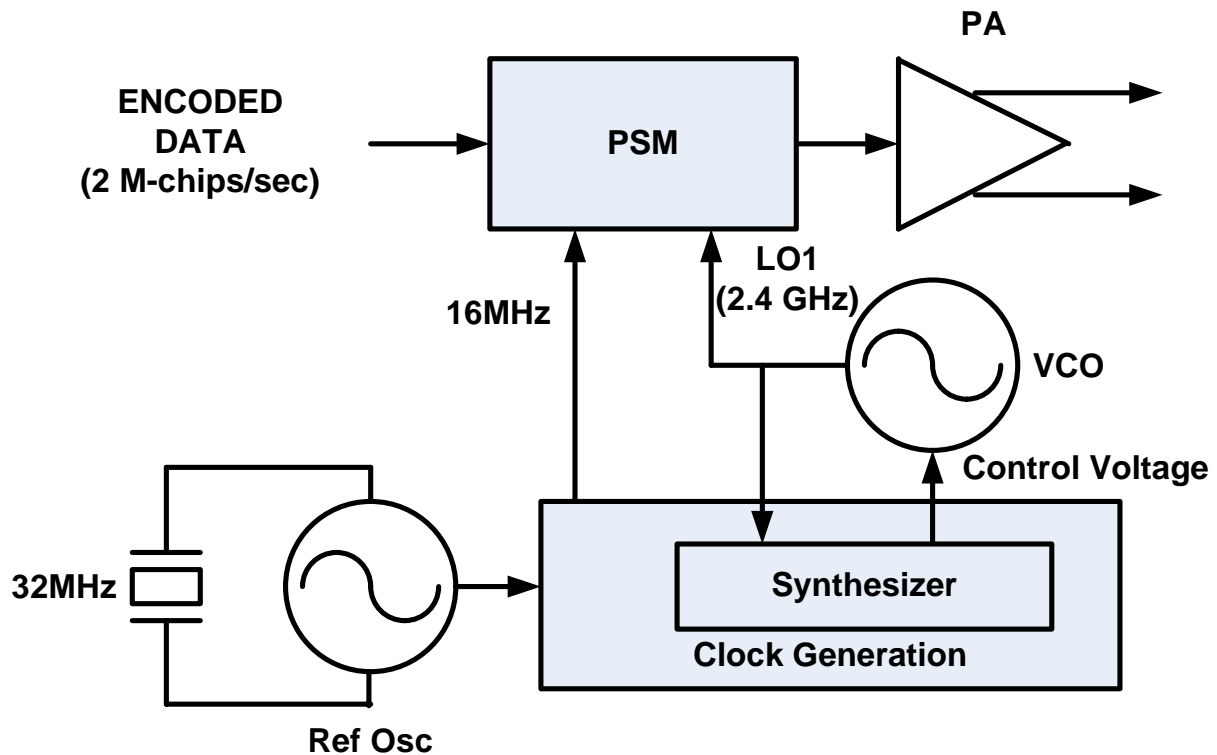 PA
ENCODED
DATA
(2 M-chips/sec)
PSM
LO1
(2.4 GHz)
16MHz
VCO
Control Voltage
32MHz
Synthesizer
Clock Generation
Ref Osc